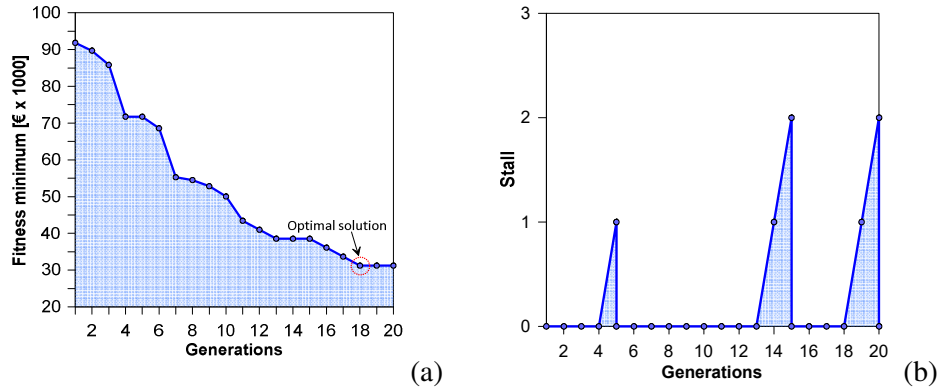 100
90
80
70
60
50
40
30
20
Fitness minimum [€ x 1000]
Optimal solution
2 4 6 8 10 12 14 16 18 20
Generations
(a)
3
2
1
0
Stall
2 4 6 8 10 12 14 16 18 20
Generations
(b)